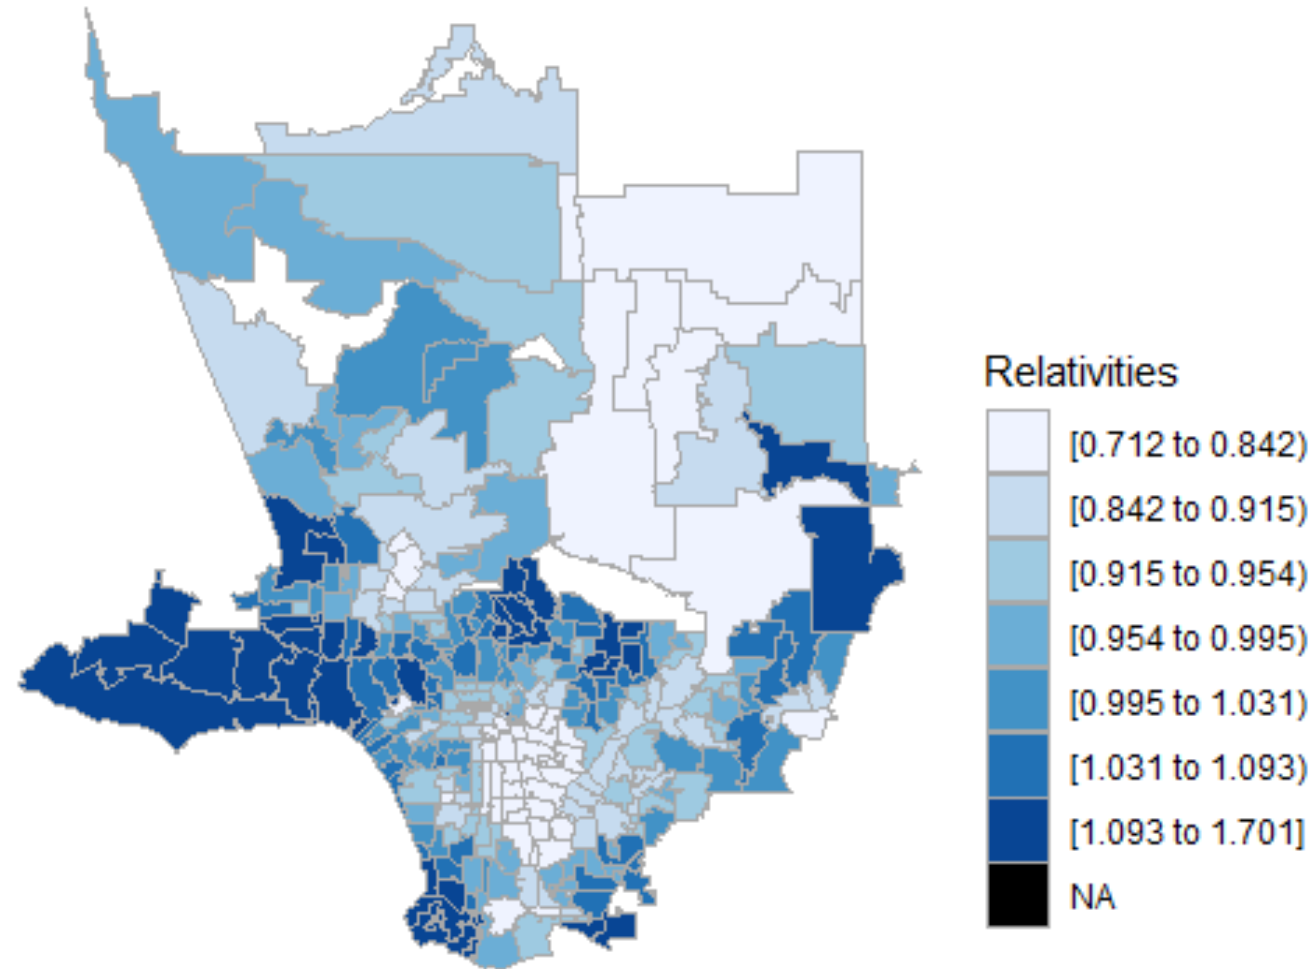 Relativities
[0.712 to 0.842)
[0.842 to 0.915)
[0.915 to 0.954)
[0.954 to 0.995)
[0.995 to 1.031)
[1.031 to 1.093)
[1.093 to 1.701]
NA